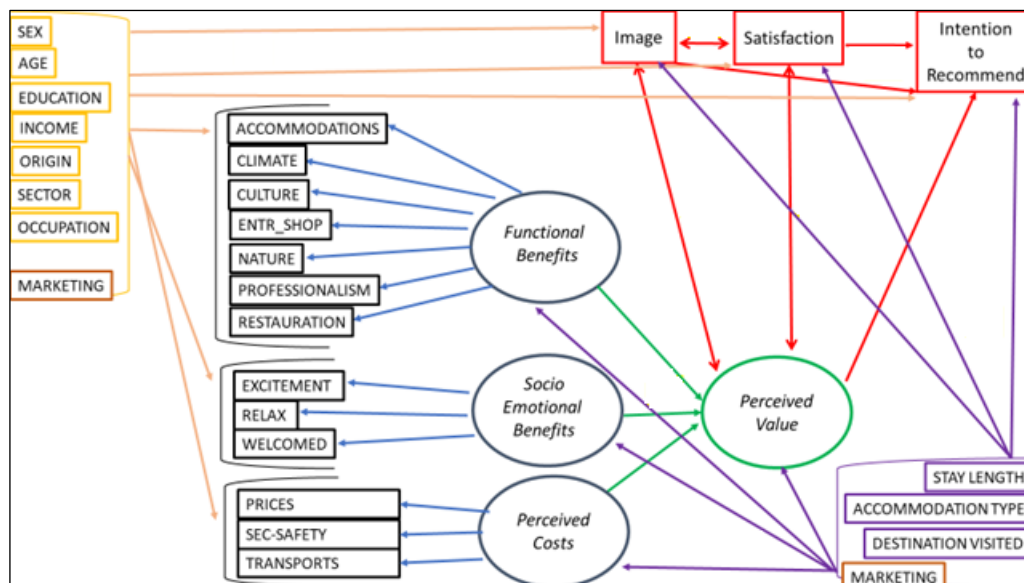 SEX
AGE
EDUCATION
INCOME
ORIGIN
SECTOR
OCCUPATION
MARKETING
Image
Satisfaction
Intention
to
Recommend
ACCOMMODATIONS
CLIMATE
CULTURE
ENTR_SHOP
NATURE
PROFESSIONALISM
RESTAURATION
Functional
Benefits
EXCITEMENT
RELAX
WELCOMED
Socio
Emotional
Benefits
Perceived
Value
PRICES
SEC-SAFETY
TRANSPORTS
Perceived
Costs
STAY LENGTH
ACCOMMODATION TYPE
DESTINATION VISITED
MARKETING